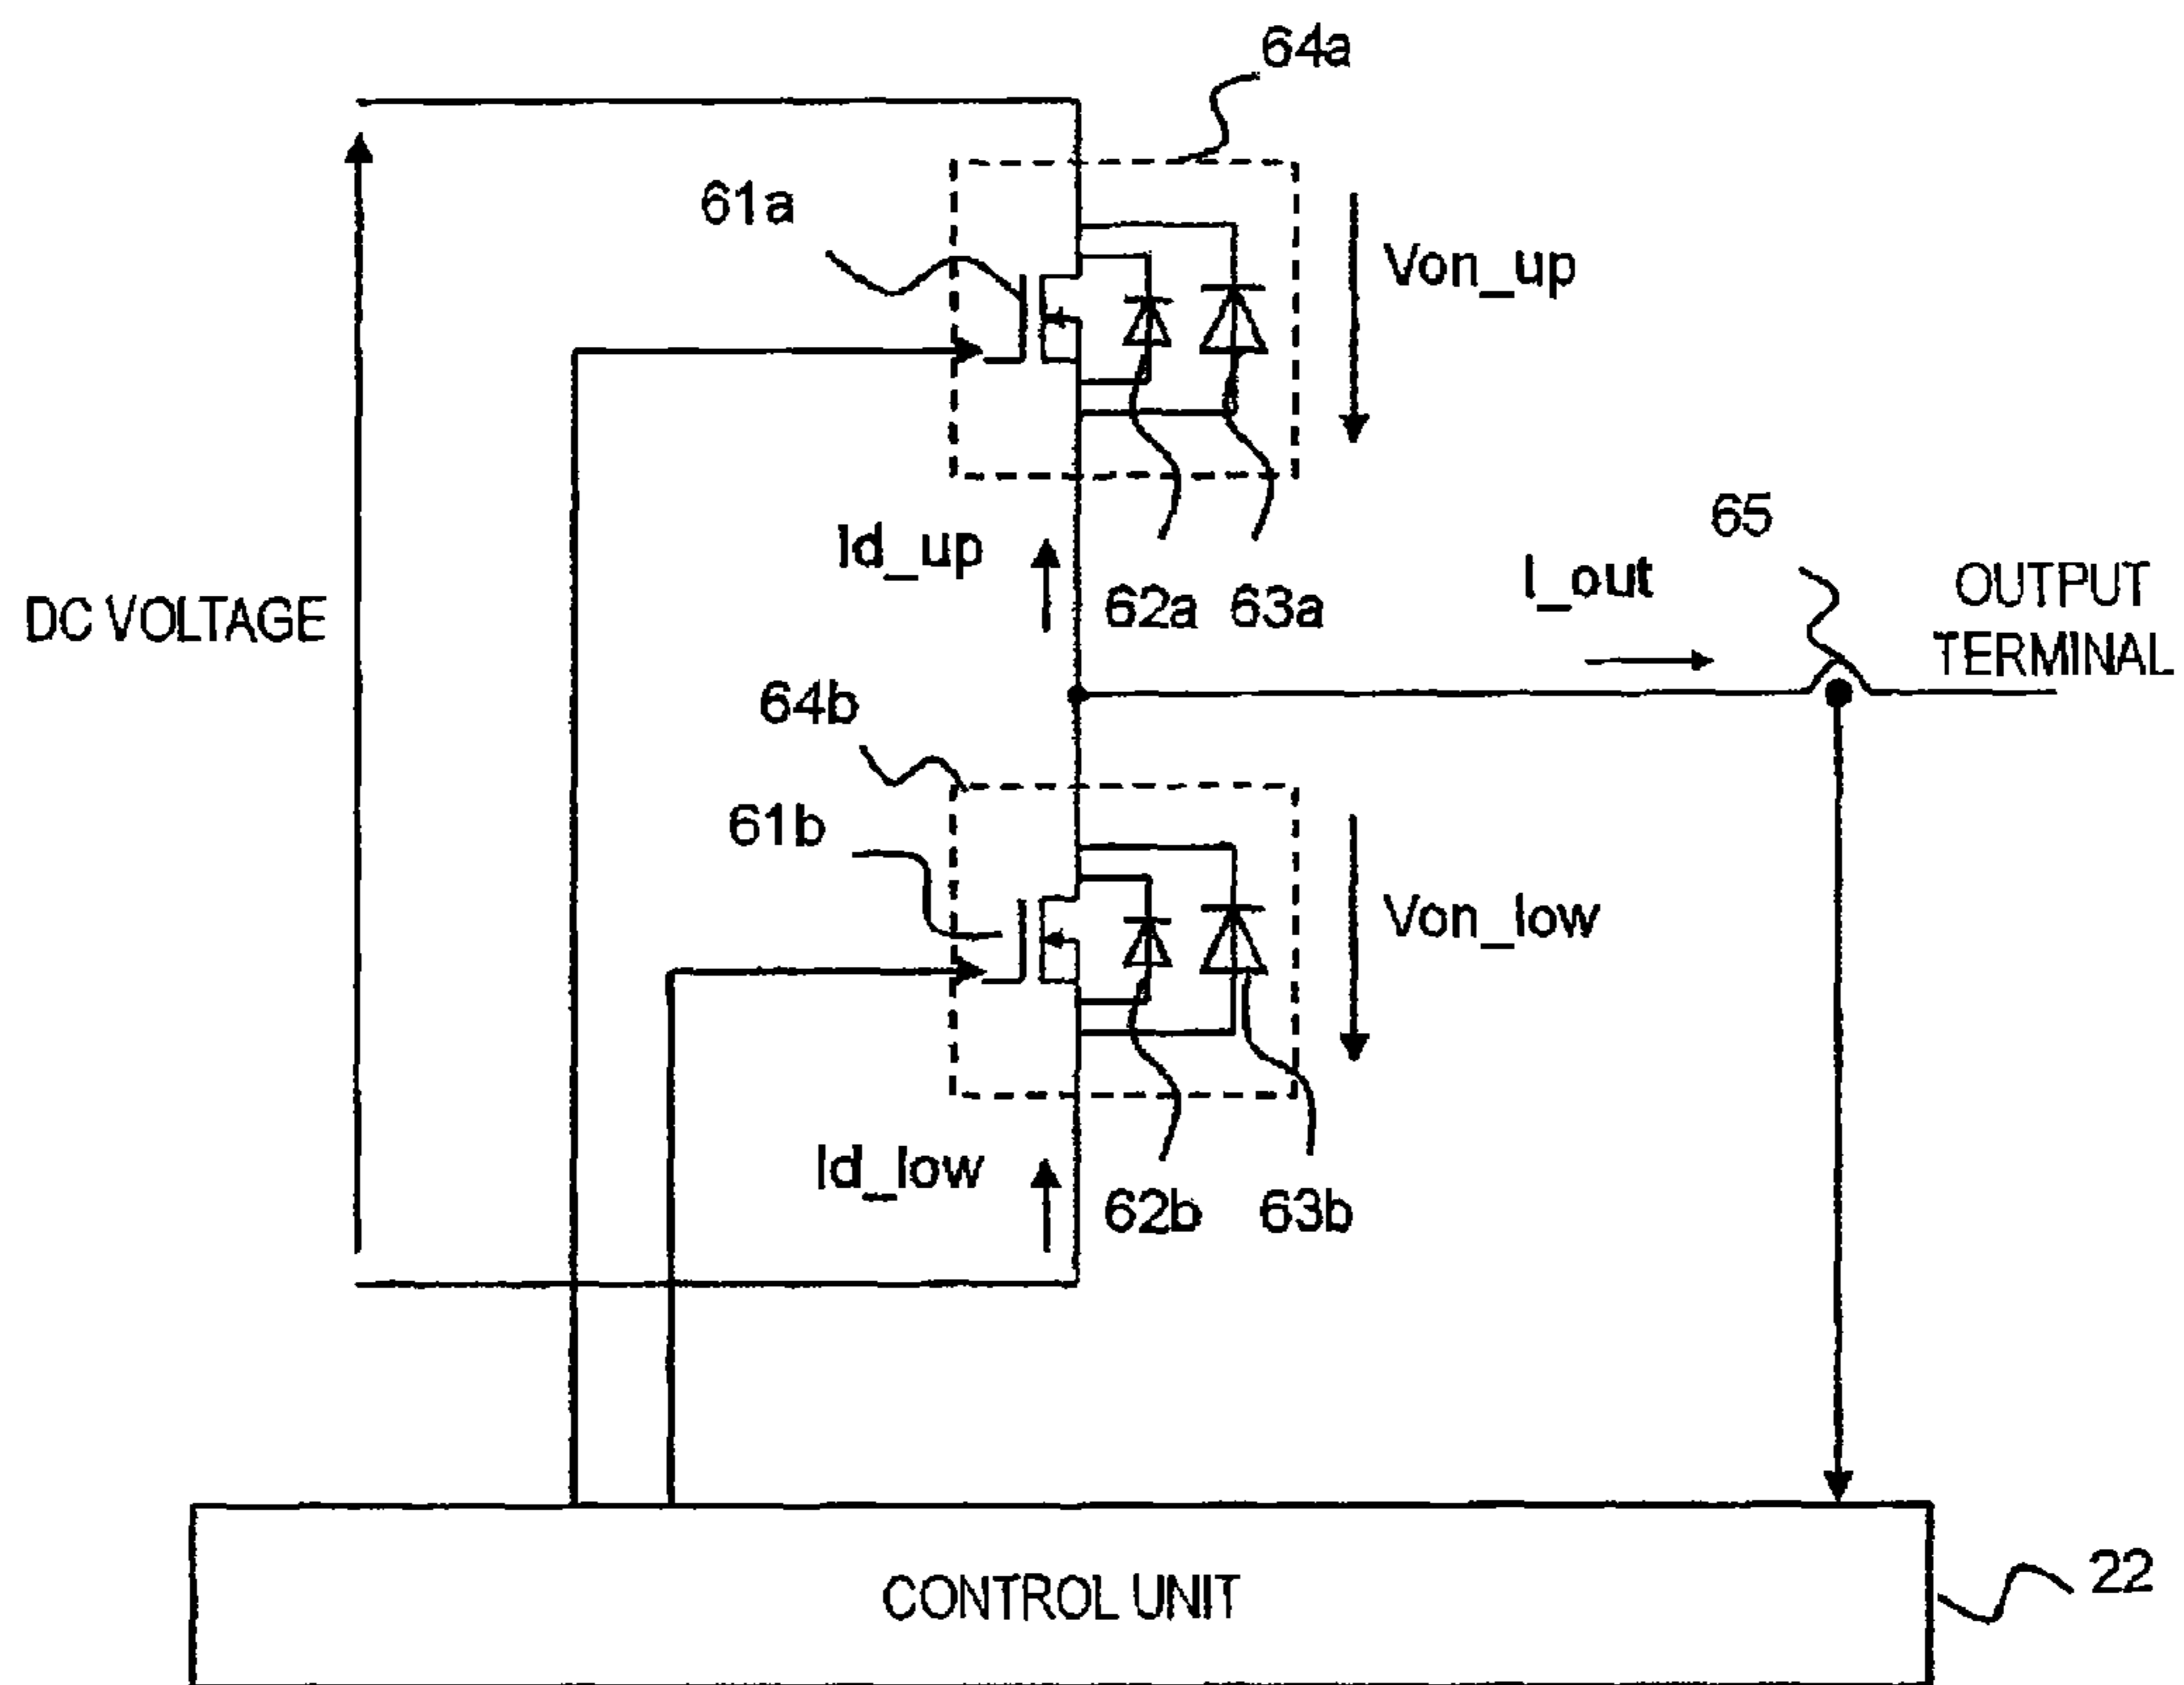 64a
61a
Von_up
65
Id_up
I_out
OUTPUT
TERMINAL
DC VOLTAGE
62a 63a
64b
61b
Von_low
Id_low
62b 63b
CONTROL UNIT
22